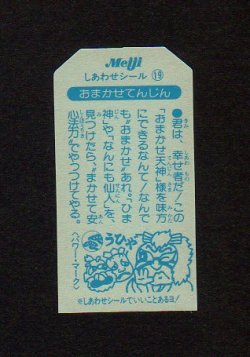 Meiji
しあわせシール ⑲
おまかせてんじん
●君は、幸せ者だ！この
「おまかせ天神」様を味方
にできるなんて！なんで
も〝おまかせ〟あれ。「ひま
神」や「なんにも仙人」を、
見つけたら、〝まかせて安
心活力〟でやっつけてやる。
〈パワー・マーク〉
うひゃ
※しあわせシールでいいことあるヨ！